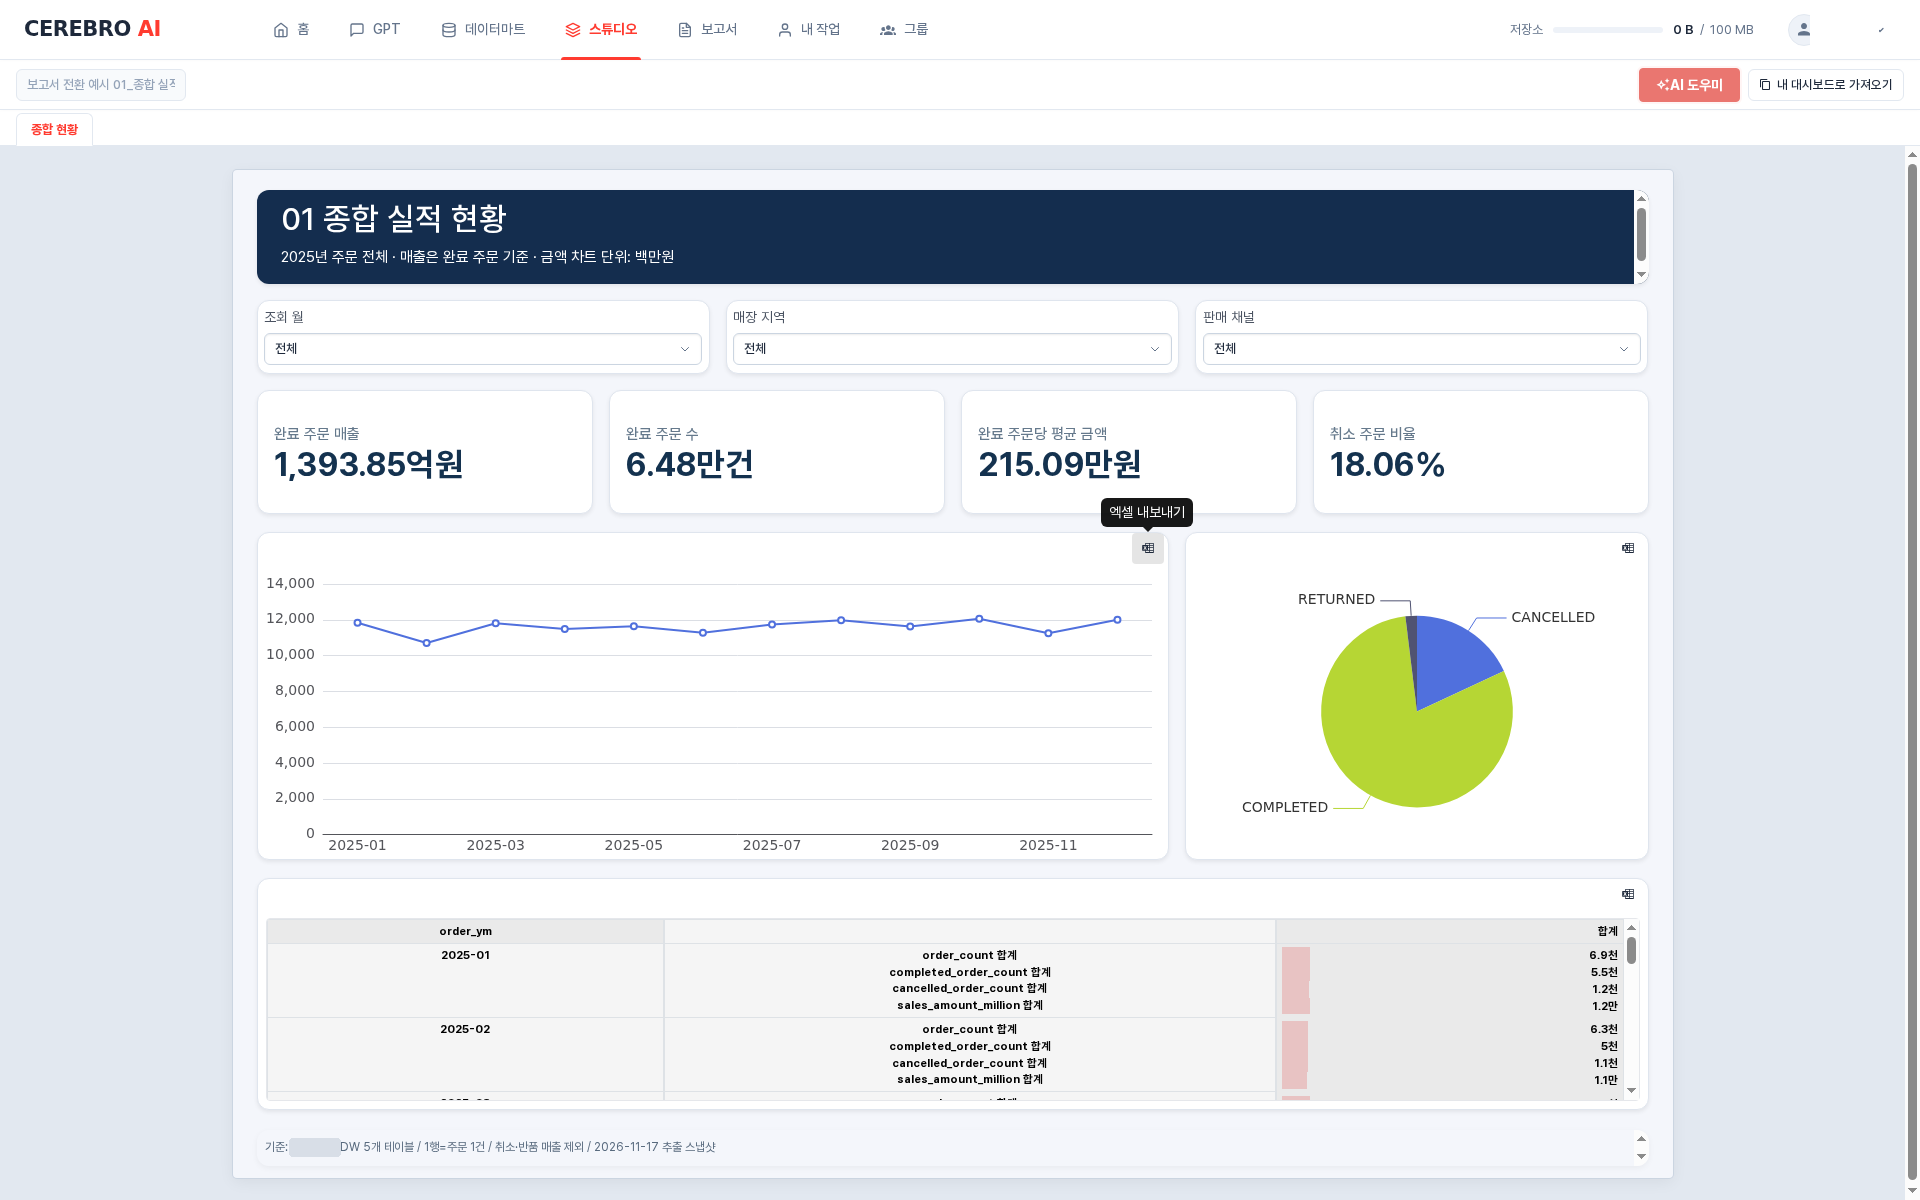 CEREBRO AI
홈
GPT
데이터마트
스튜디오
보고서
내 작업
그룹
저장소
0 B / 100 MB
보고서 전환 예시 01_종합 실적
AI 도우미
내 대시보드로 가져오기
종합 현황
01 종합 실적 현황
2025년 주문 전체 · 매출은 완료 주문 기준 · 금액 차트 단위: 백만원
조회 월
전체
매장 지역
전체
판매 채널
전체
완료 주문 매출
1,393.85억원
완료 주문 수
6.48만건
완료 주문당 평균 금액
215.09만원
취소 주문 비율
18.06%
엑셀 내보내기
14,000
12,000
10,000
8,000
6,000
4,000
2,000
0
2025-01
2025-03
2025-05
2025-07
2025-09
2025-11
RETURNED
CANCELLED
COMPLETED
order_ym
합계
2025-01
order_count 합계
6.9천
completed_order_count 합계
5.5천
cancelled_order_count 합계
1.2천
sales_amount_million 합계
1.2만
2025-02
order_count 합계
6.3천
completed_order_count 합계
5천
cancelled_order_count 합계
1.1천
sales_amount_million 합계
1.1만
기준: DW 5개 테이블 / 1행=주문 1건 / 취소·반품 매출 제외 / 2026-11-17 추출 스냅샷